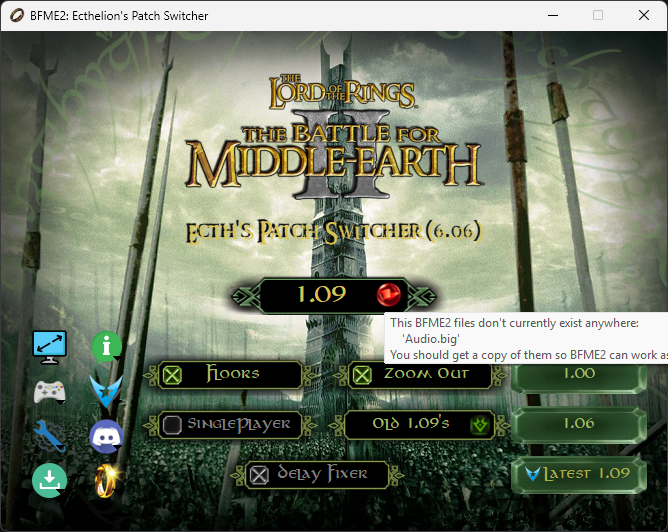 BFME2: Ecthelion's Patch Switcher
THE
LORD OF THE RINGS
II
THE BATTLE FOR
MIDDLE-EARTH
ECTH'S PATCH SWITCHER (6.06)
1.09
This BFME2 files don't currently exist anywhere:
'Audio.big'
You should get a copy of them so BFME2 can work as
FLOORS
ZOOM OUT
1.00
SINGLEPLAYER
OLD 1.09'S
1.06
DELAY FIXER
LATEST 1.09